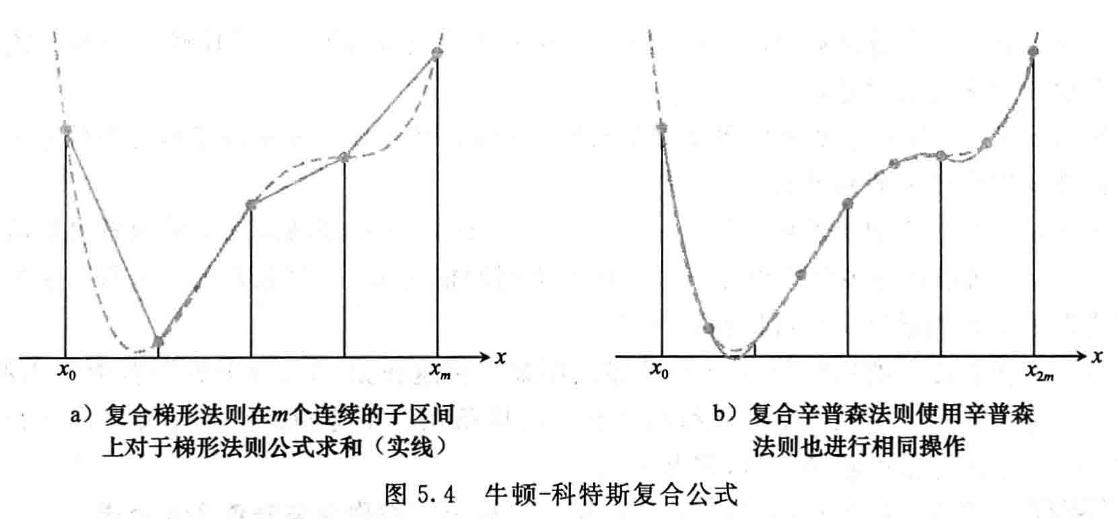 x₀
xₘ
x
x₀
x₂ₘ
x
a）复合梯形法则在m个连续的子区间
上对于梯形法则公式求和（实线）
b）复合辛普森法则使用辛普森
法则也进行相同操作
图 5.4 牛顿-科特斯复合公式